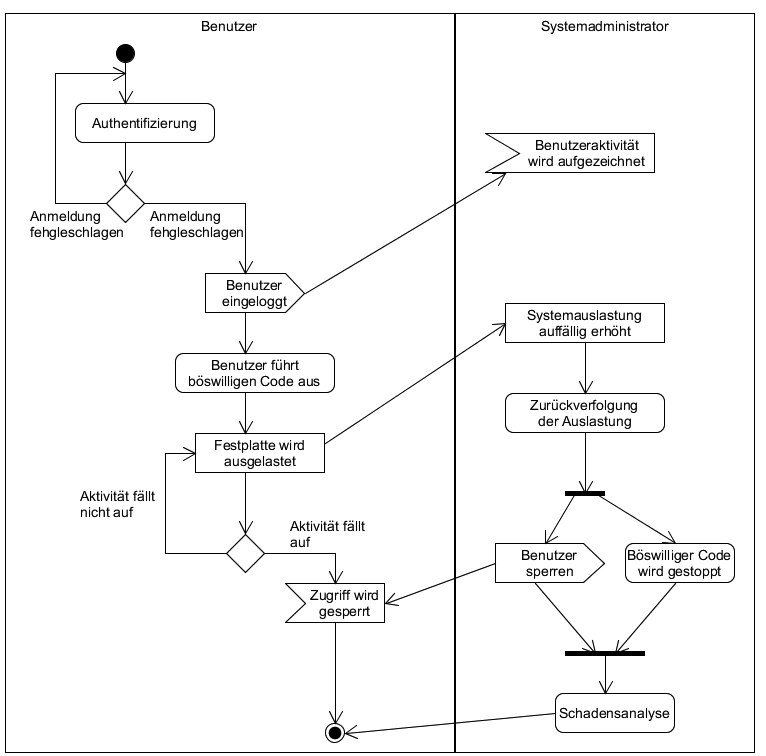 Benutzer
Systemadministrator
Authentifizierung
Benutzeraktivität
wird aufgezeichnet
Anmeldung
fehgleschlagen
Anmeldung
fehgleschlagen
Benutzer
eingeloggt
Systemauslastung
auffällig erhöht
Benutzer führt
böswilligen Code aus
Zurückverfolgung
der Auslastung
Festplatte wird
ausgelastet
Aktivität fällt
nicht auf
Aktivität fällt
auf
Benutzer
sperren
Böswilliger Code
wird gestoppt
Zugriff wird
gesperrt
Schadensanalyse